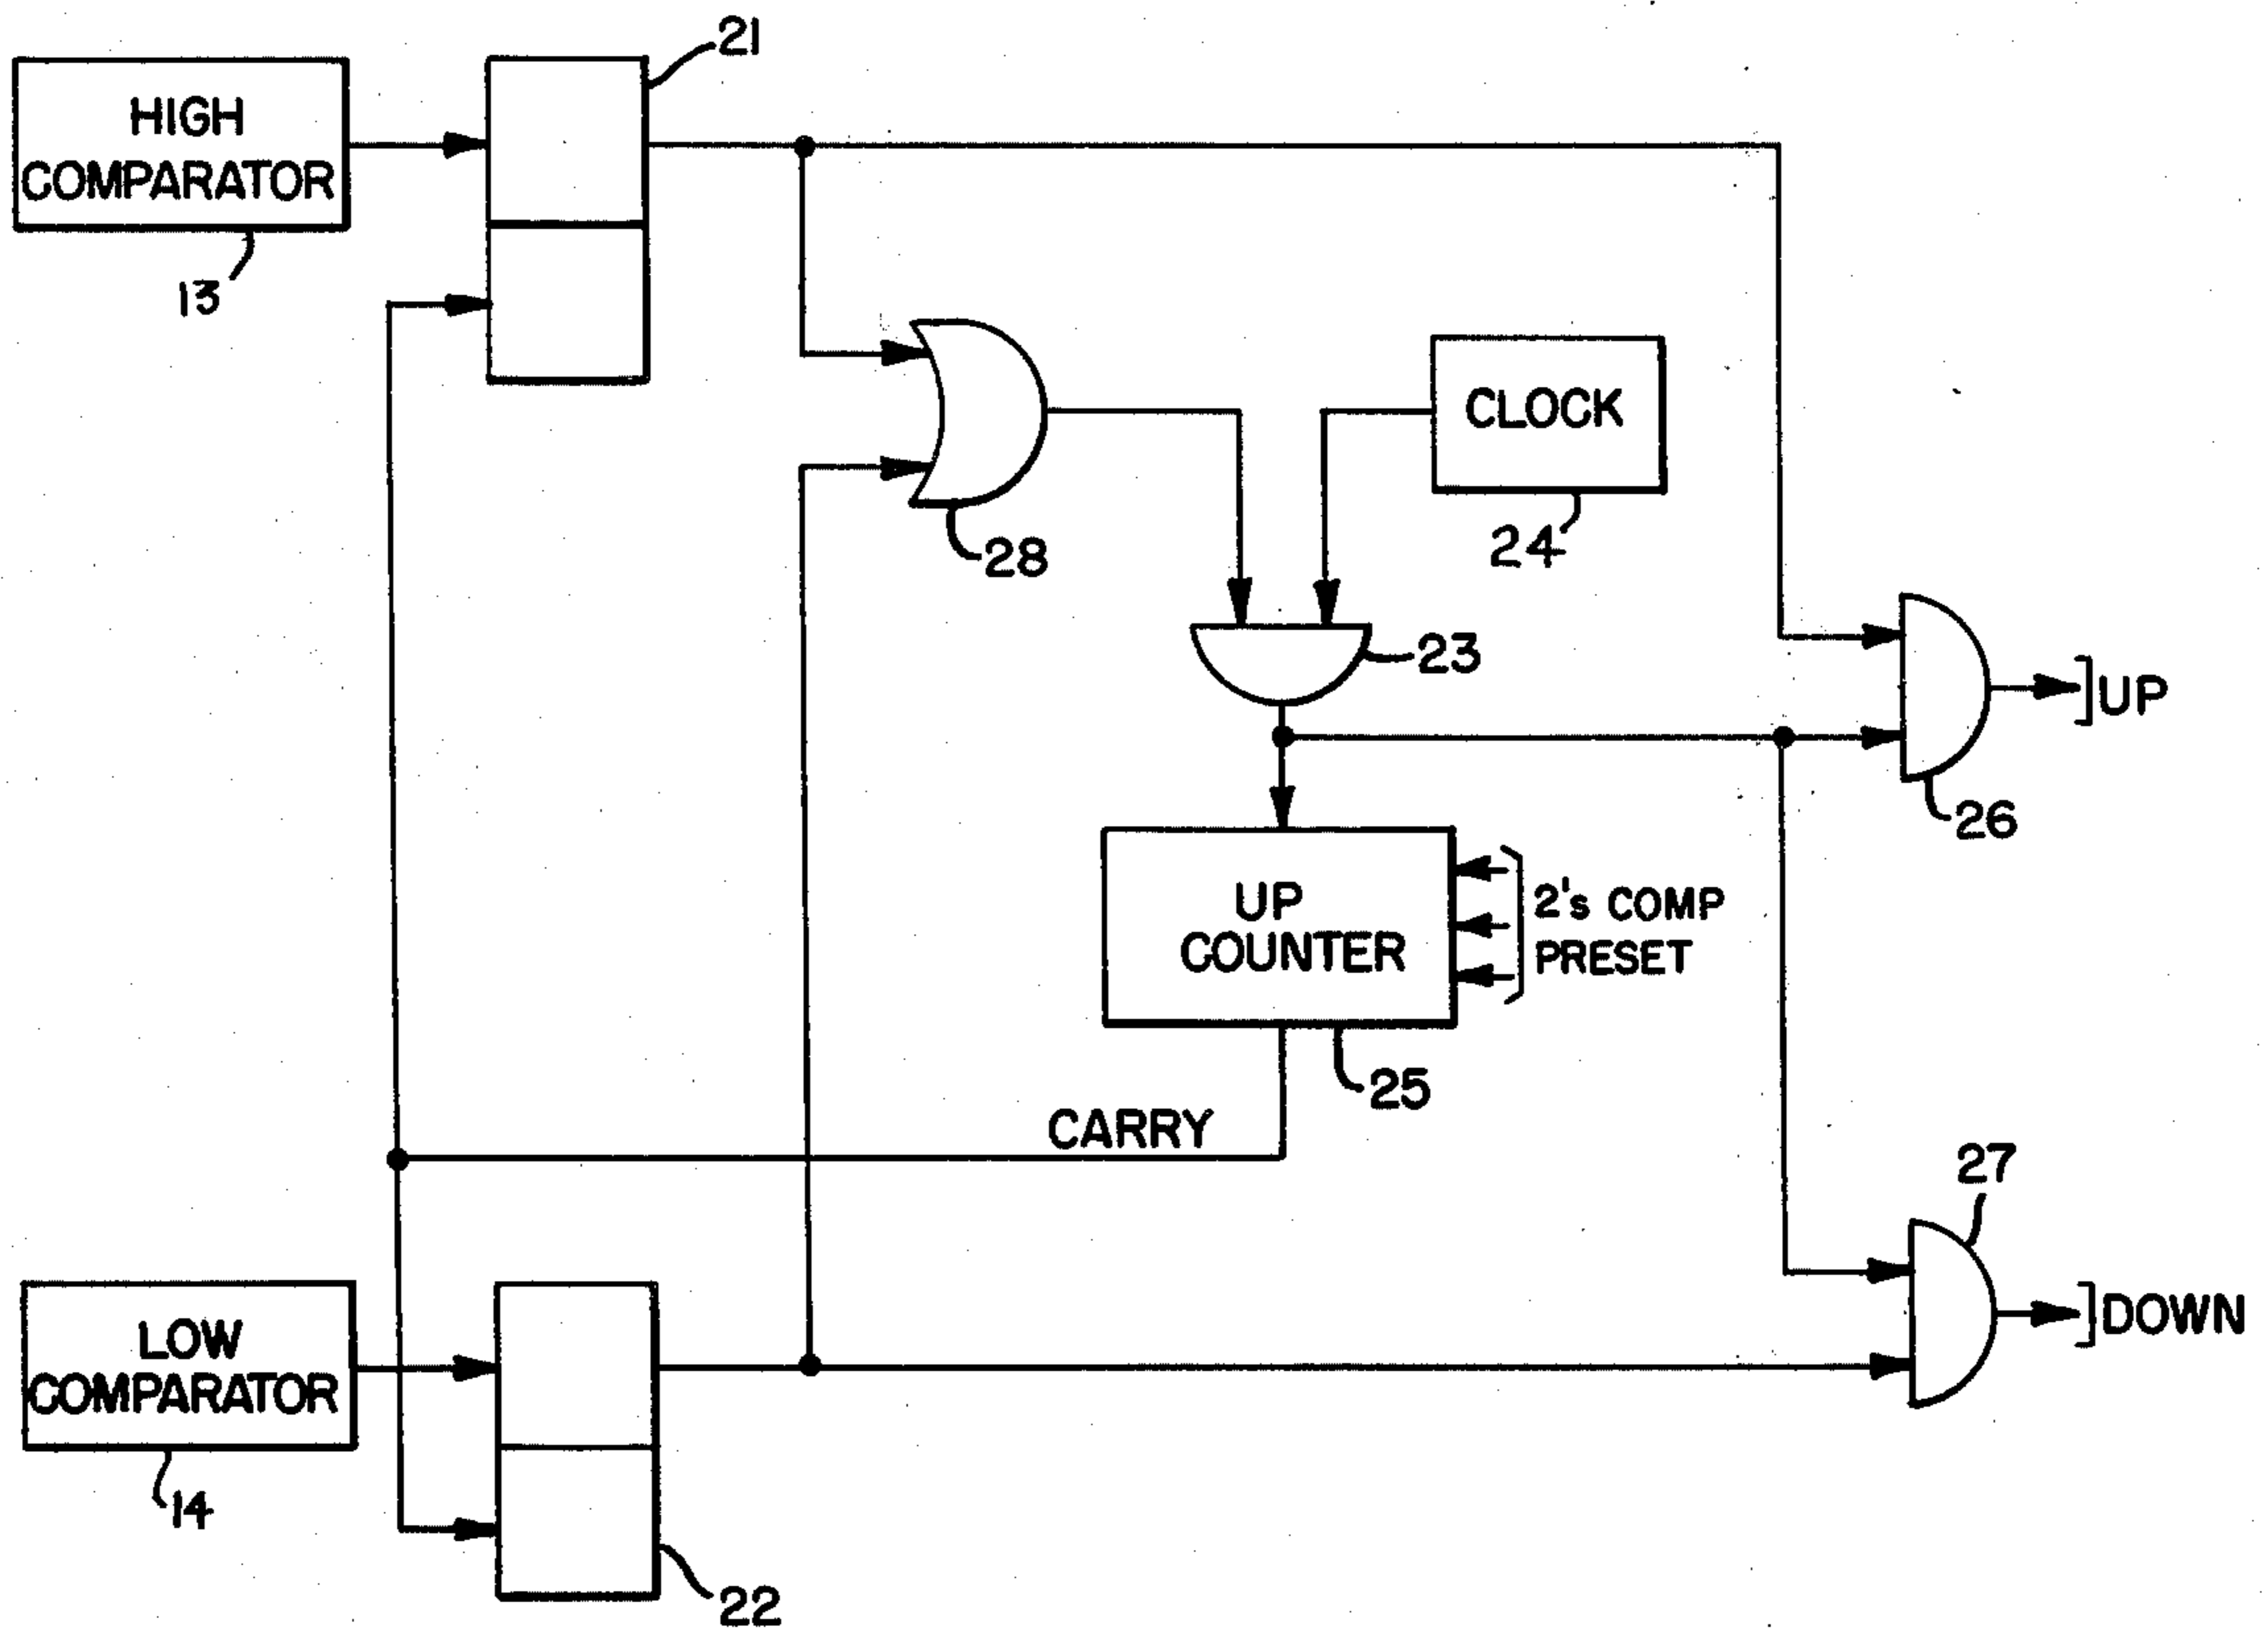 21
HIGH
COMPARATOR
13
CLOCK
24
28
23
UP
26
UP
COUNTER
2's COMP
PRESET
25
CARRY
27
LOW
COMPARATOR
14
DOWN
22